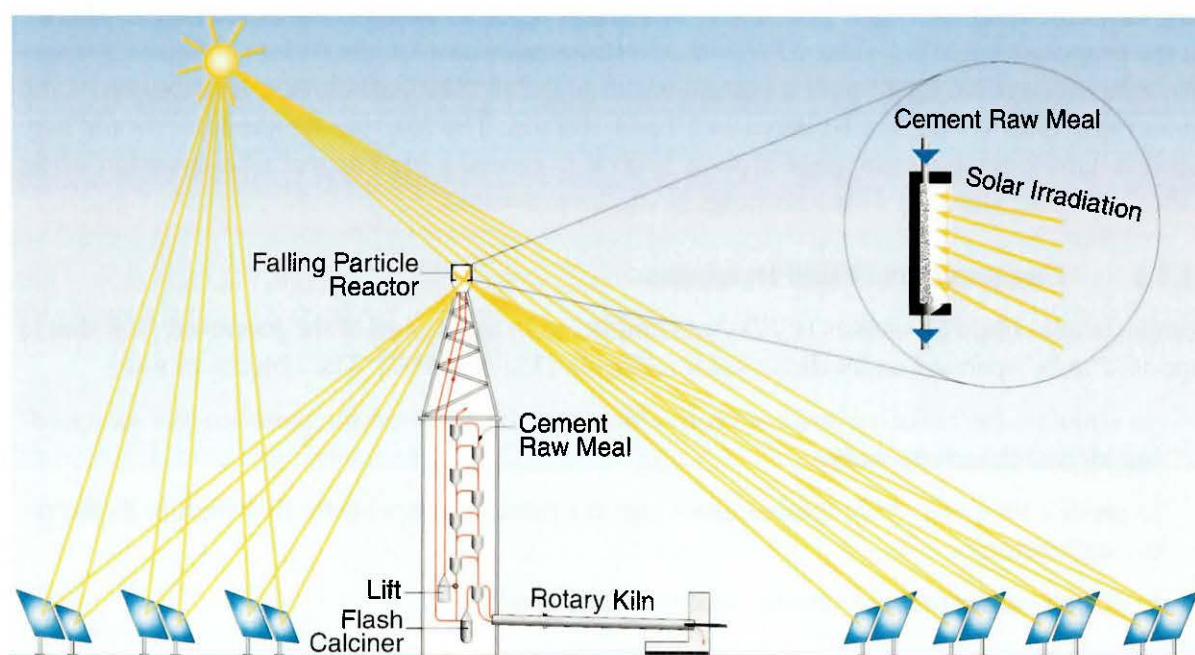 Cement Raw Meal
Solar Irradiation
Falling Particle
Reactor
Cement
Raw Meal
Lift
Flash
Calciner
Rotary Kiln